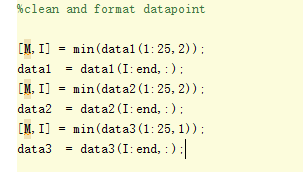 %clean and format datapoint
[M,I] = min(data1(1:25,2));
data1 = data1(I:end,:);
[M,I] = min(data2(1:25,2));
data2 = data2(I:end,:);
[M,I] = min(data3(1:25,1));
data3 = data3(I:end,:);